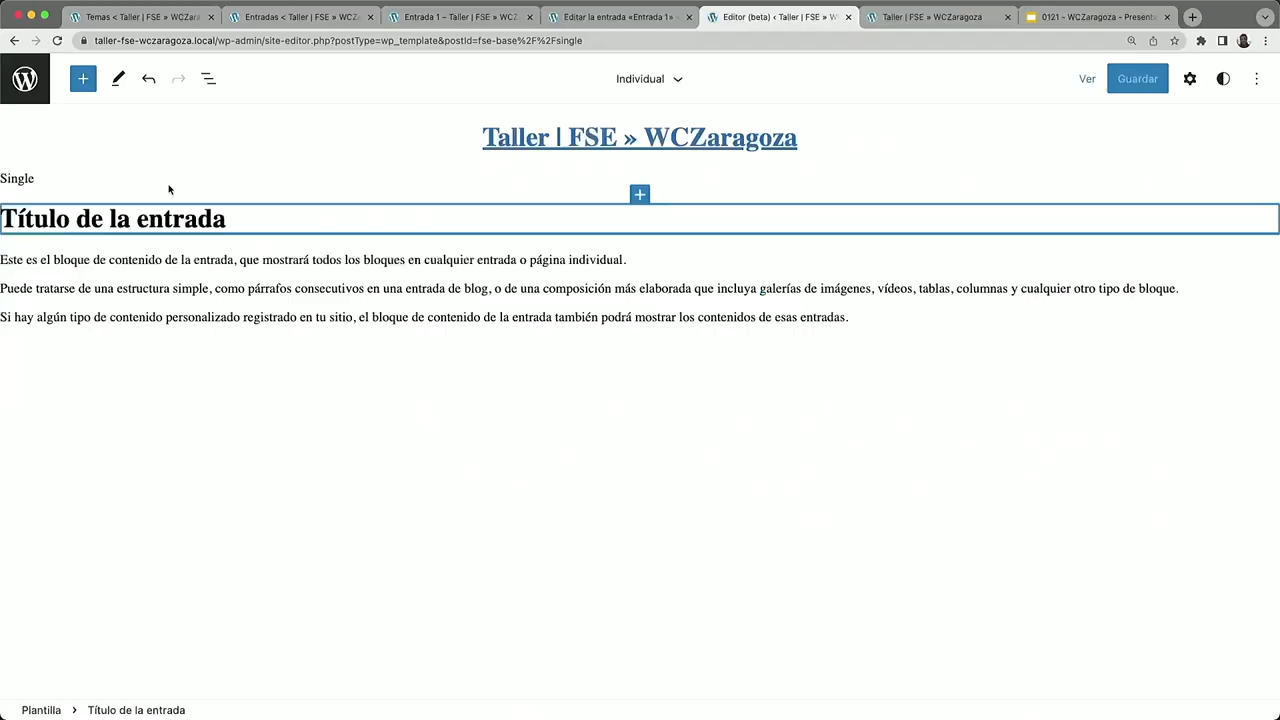 Temas < Taller | FSE » WCZar
Entradas < Taller | FSE » WCZ
Entrada 1 – Taller | FSE » WCZ
Editar la entrada «Entrada 1» <
Editor (beta) < Taller | FSE » W
Taller | FSE » WCZaragoza
0121 - WCZaragoza - Present
taller-fse-wczaragoza.local/wp-admin/site-editor.php?postType=wp_template&postId=fse-base%2F%2Fsingle
Individual
Ver
Guardar
Taller | FSE » WCZaragoza
Single
Título de la entrada
Este es el bloque de contenido de la entrada, que mostrará todos los bloques en cualquier entrada o página individual.
Puede tratarse de una estructura simple, como párrafos consecutivos en una entrada de blog, o de una composición más elaborada que incluya galerías de imágenes, vídeos, tablas, columnas y cualquier otro tipo de bloque.
Si hay algún tipo de contenido personalizado registrado en tu sitio, el bloque de contenido de la entrada también podrá mostrar los contenidos de esas entradas.
Plantilla > Título de la entrada